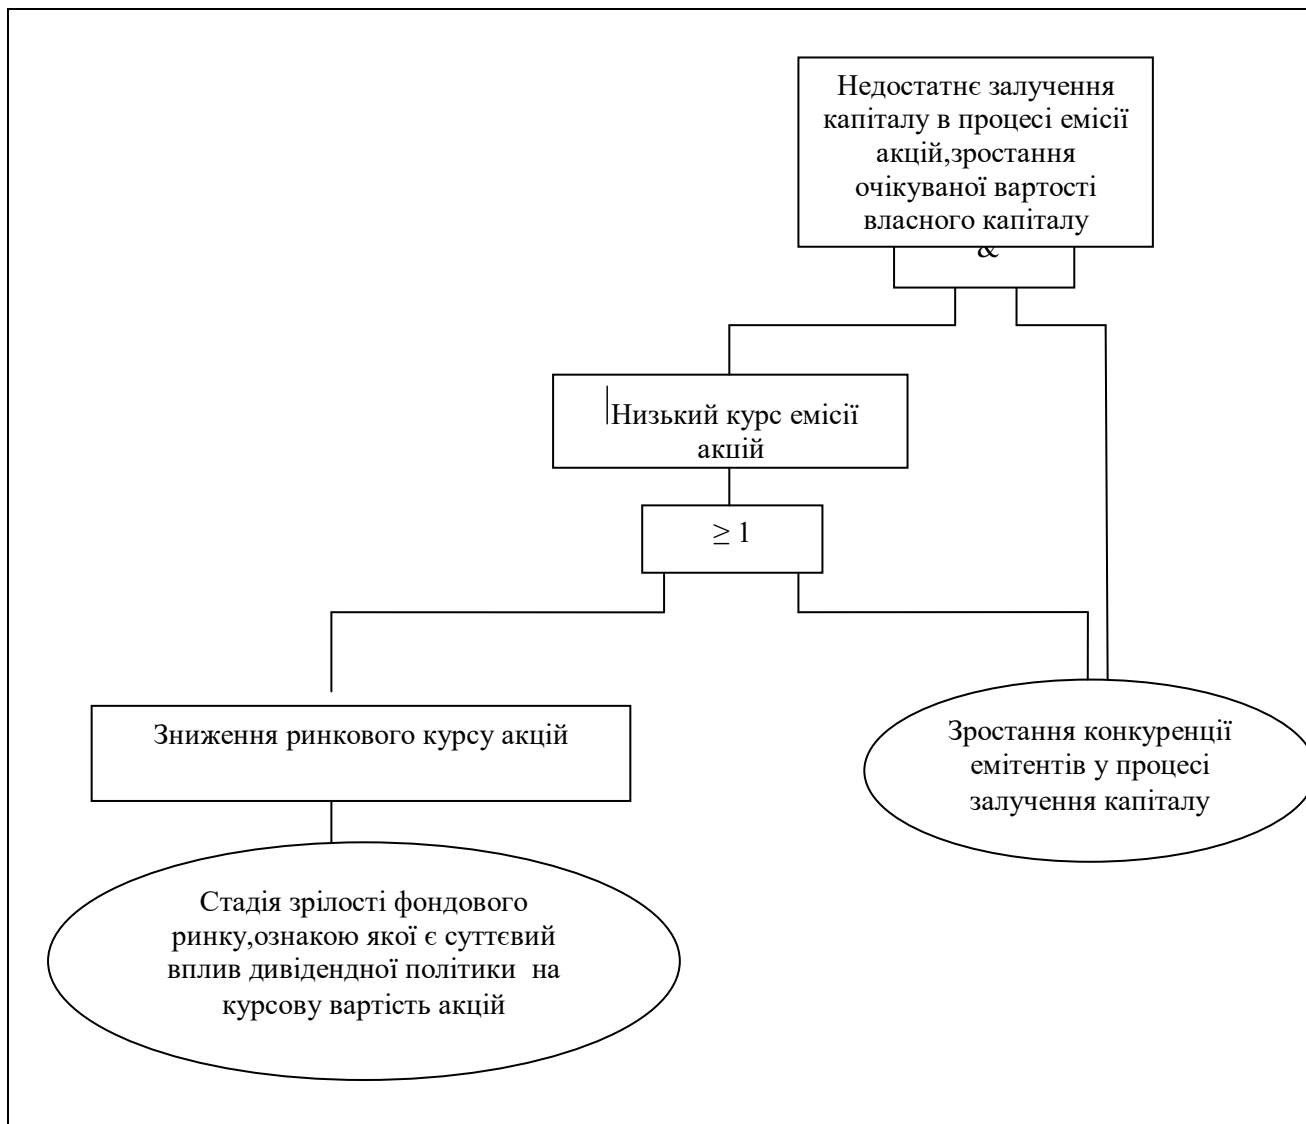 Недостатнє залучення
капіталу в процесі емісії
акцій,зростання
очікуваної вартості
власного капіталу
&
Низький курс емісії
акцій
≥ 1
Зниження ринкового курсу акцій
Зростання конкуренції
емітентів у процесі
залучення капіталу
Стадія зрілості фондового
ринку,ознакою якої є суттєвий
вплив дивідендної політики на
курсову вартість акцій